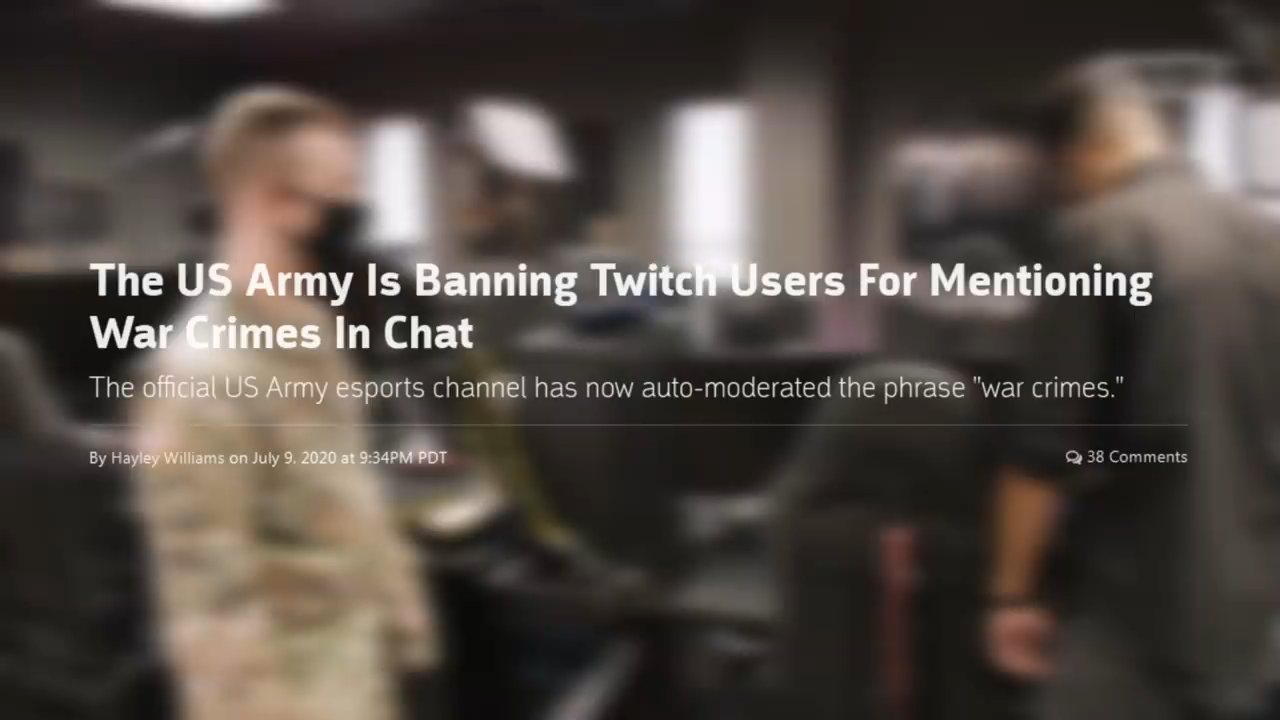 The US Army Is Banning Twitch Users For Mentioning
War Crimes In Chat
The official US Army esports channel has now auto-moderated the phrase "war crimes."
By Hayley Williams on July 9, 2020 at 9:34PM PDT
38 Comments